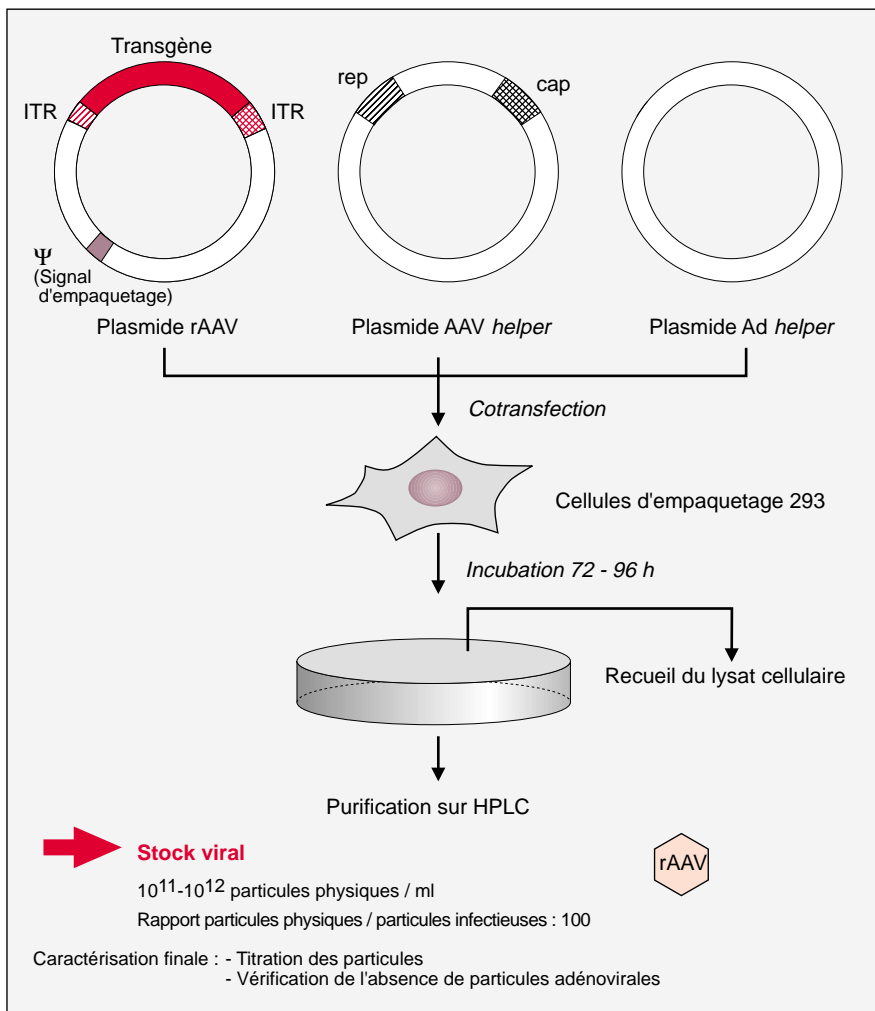 Transgène
ITR
ITR
rep
cap
Ψ
(Signal
d'empaquetage)
Plasmide rAAV
Plasmide AAV helper
Plasmide Ad helper
Cotransfection
Cellules d'empaquetage 293
Incubation 72 - 96 h
Recueil du lysat cellulaire
Purification sur HPLC
Stock viral
rAAV
10¹¹-10¹² particules physiques / ml
Rapport particules physiques / particules infectieuses : 100
Caractérisation finale : - Titration des particules
- Vérification de l'absence de particules adénovirales